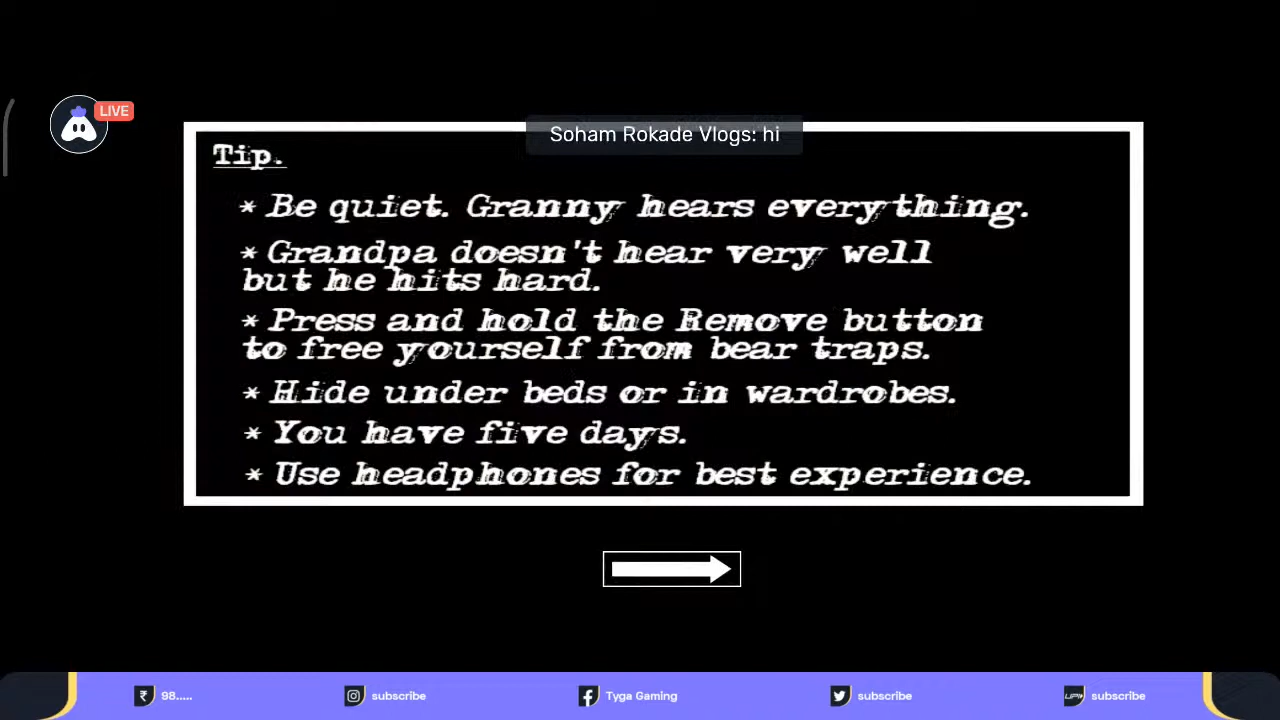 LIVE
Soham Rokade Vlogs: hi
Tip.
* Be quiet. Granny hears everything.
* Grandpa doesn't hear very well
but he hits hard.
* Press and hold the Remove button
to free yourself from bear traps.
* Hide under beds or in wardrobes.
* You have five days.
* Use headphones for best experience.
₹ 98..... subscribe Tyga Gaming subscribe UPI subscribe